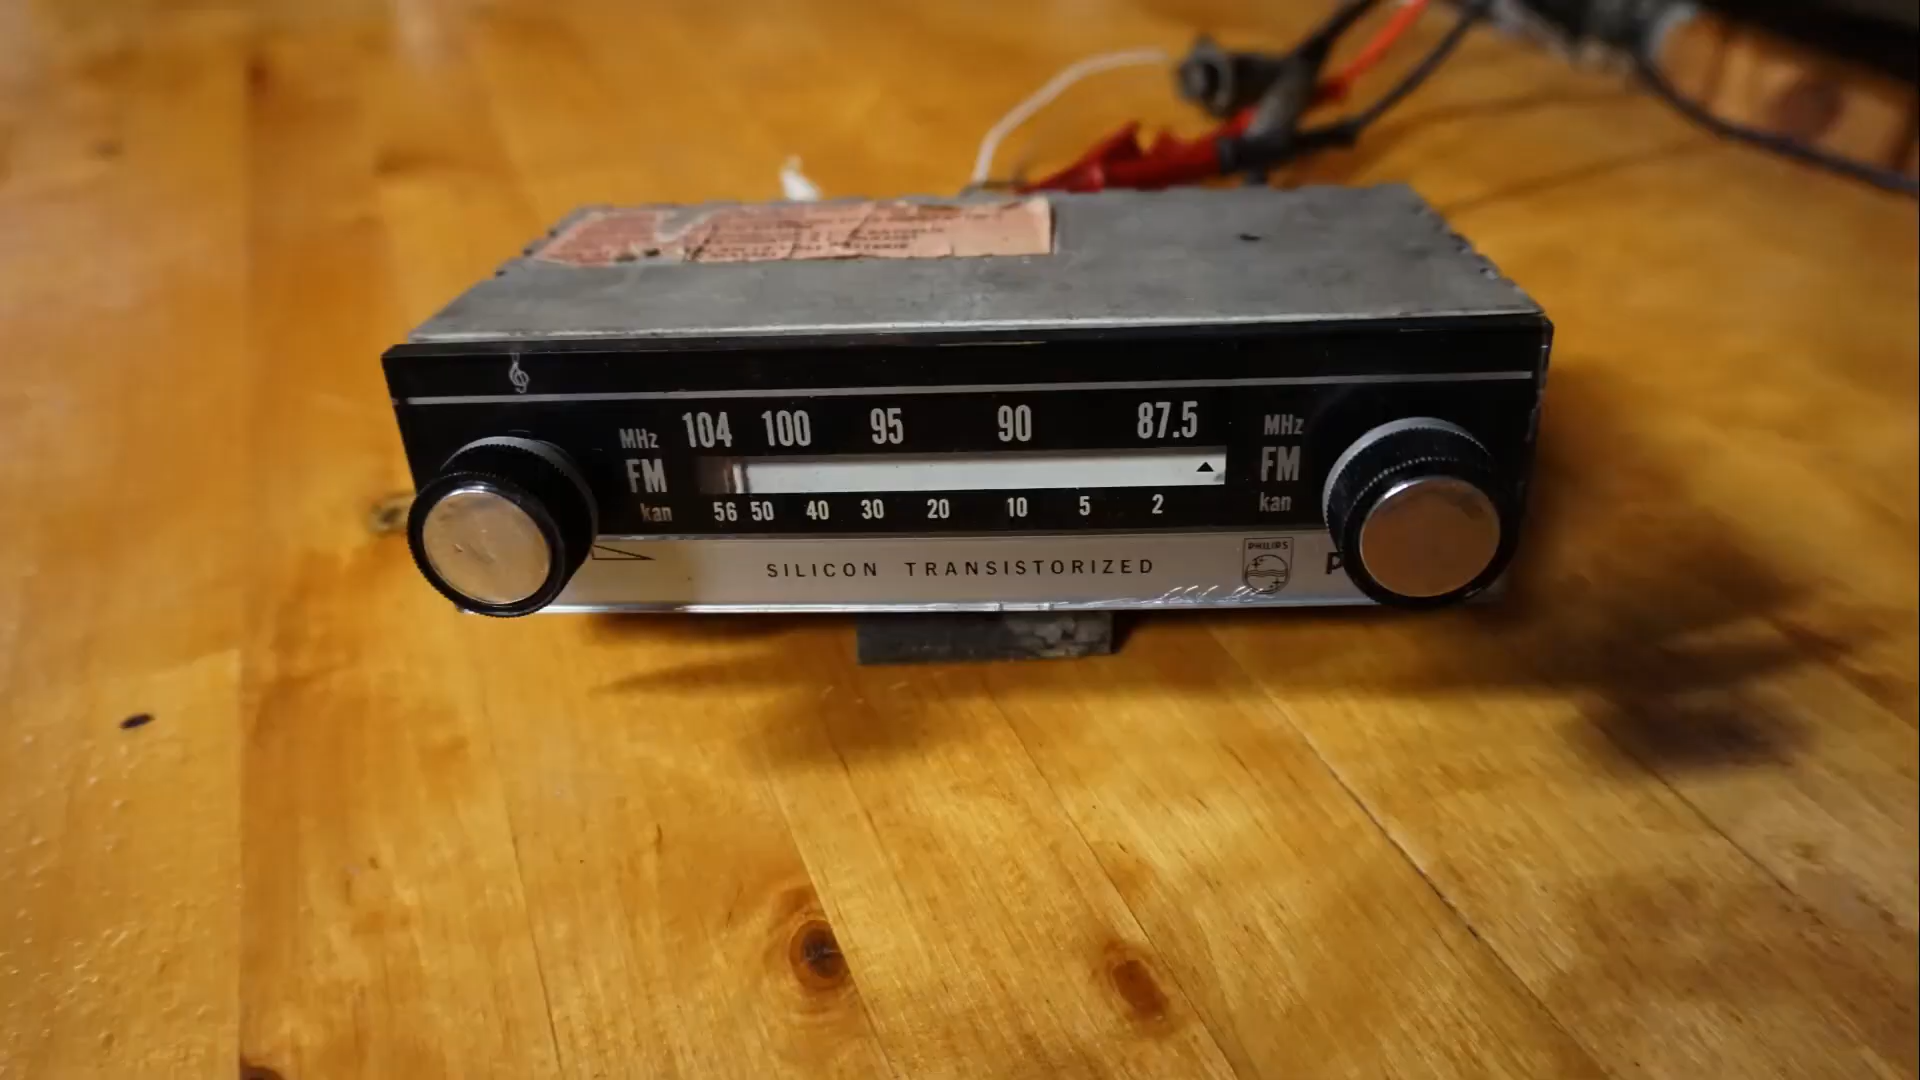 MHz 104 100 95 90 87.5 MHz
FM FM
kan 56 50 40 30 20 10 5 2 kan
SILICON TRANSISTORIZED
PHILIPS
P